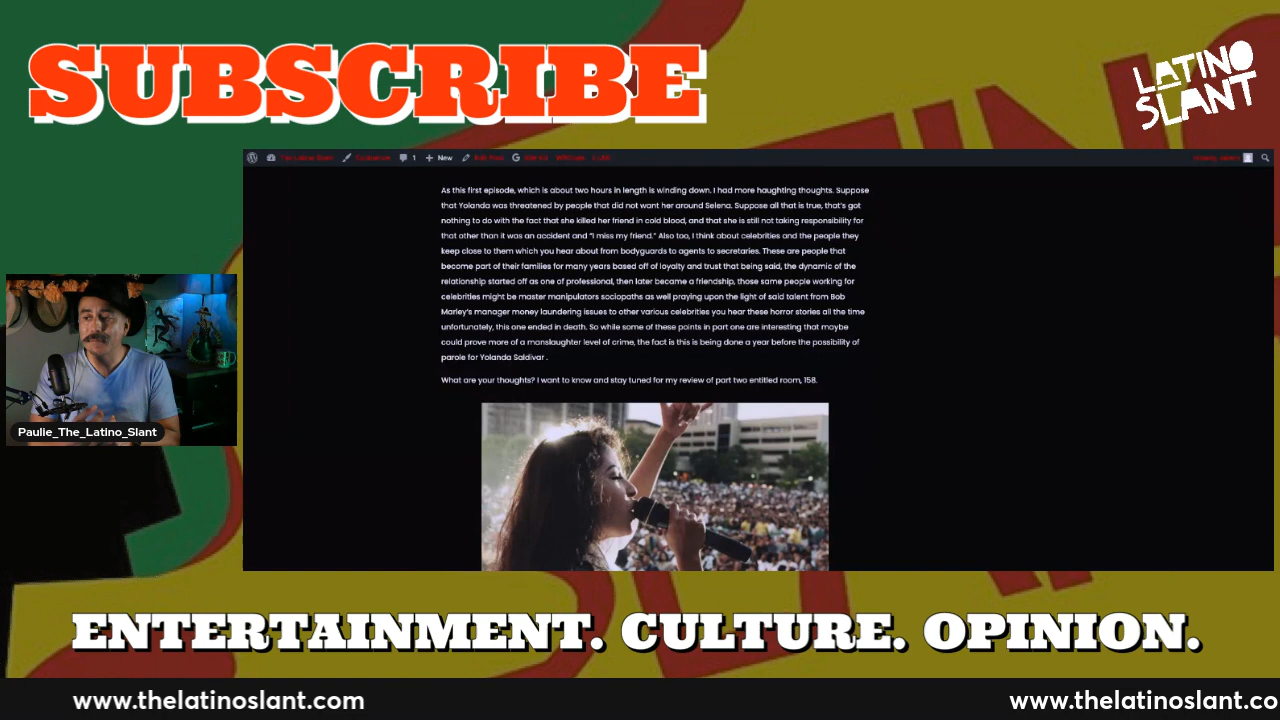 SUBSCRIBE
LATINO
SLANT
The Latino Slant
Customize
1
New
Edit Post
Site Kit
As this first episode, which is about two hours in length is winding down. I had more haughting thoughts. Suppose
that Yolanda was threatened by people that did not want her around Selena. Suppose all that is true, that's got
nothing to do with the fact that she killed her friend in cold blood, and that she is still not taking responsibility for
that other than it was an accident and "I miss my friend." Also too, I think about celebrities and the people they
keep close to them which you hear about from bodyguards to agents to secretaries. These are people that
become part of their families for many years based off of loyalty and trust that being said, the dynamic of the
relationship started off as one of professional, then later became a friendship, those same people working for
celebrities might be master manipulators sociopaths as well praying upon the light of said talent from Bob
Marley's manager money laundering issues to other various celebrities you hear these horror stories all the time
unfortunately, this one ended in death. So while some of these points in part one are interesting that maybe
could prove more of a manslaughter level of crime, the fact is this is being done a year before the possibility of
parole for Yolanda Saldivar .
What are your thoughts? I want to know and stay tuned for my review of part two entitled room, 158.
Paulie_The_Latino_Slant
ENTERTAINMENT. CULTURE. OPINION.
www.thelatinoslant.com
www.thelatinoslant.co